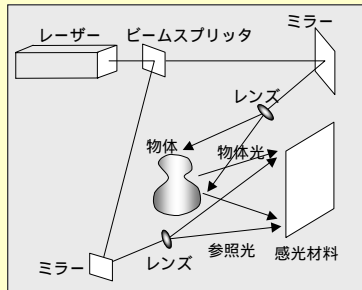 ミラー
レーザー ビームスプリッタ
レンズ
物体 物体光
ミラー レンズ 参照光 感光材料